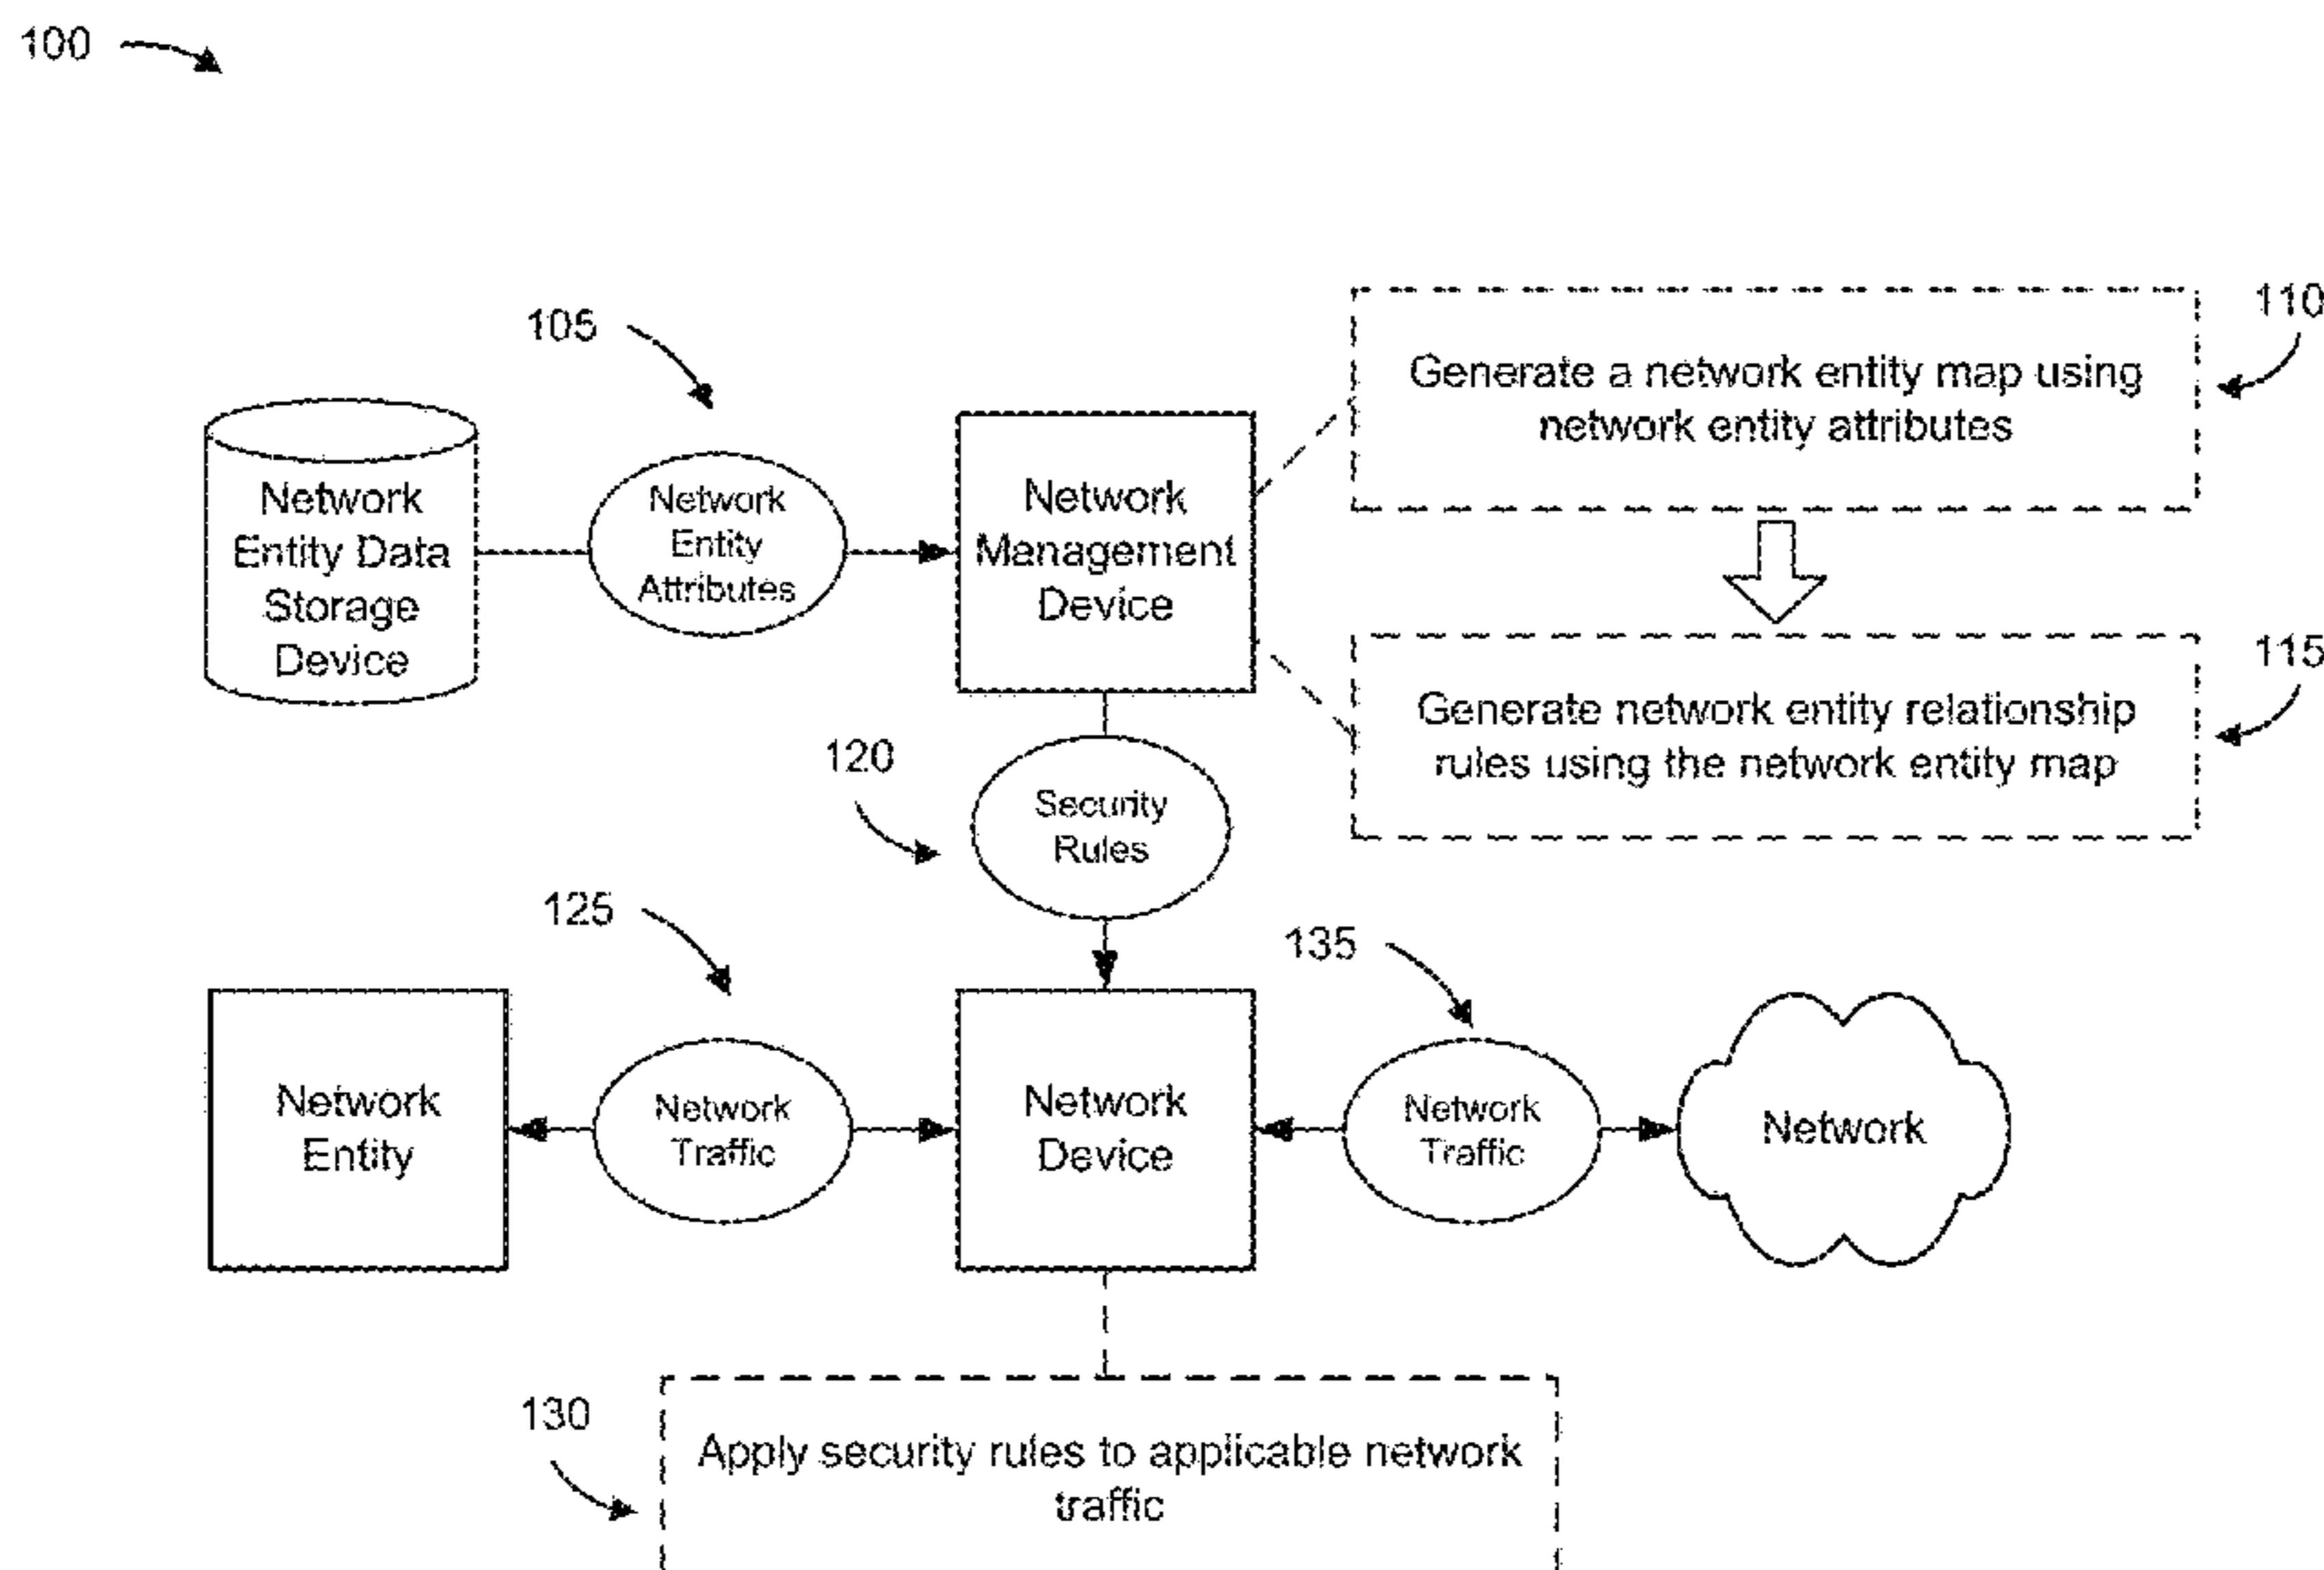 100
105
110
Generate a network entity map using
network entity attributes
Network
Entity Data
Storage
Device
Network
Entity
Attributes
Network
Management
Device
115
Generate network entity relationship
rules using the network entity map
120
Security
Rules
125
135
Network
Entity
Network
Traffic
Network
Device
Network
Traffic
Network
130
Apply security rules to applicable network
traffic